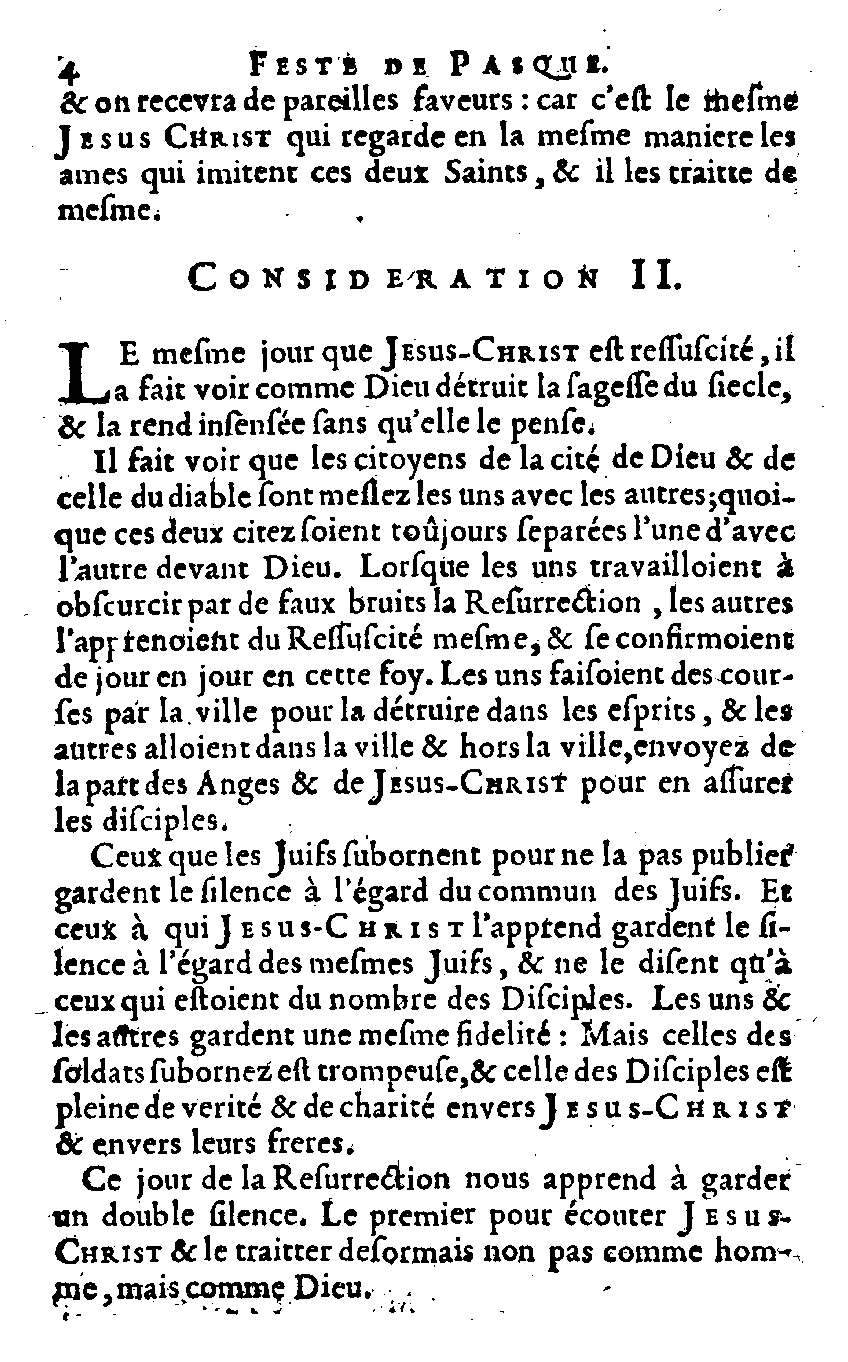 4 FESTE DE PASQUE.
& on recevra de pareilles faveurs : car c'eſt le meſme
JESUS CHRIST qui regarde en la meſme maniere les
ames qui imitent ces deux Saints, & il les traitte de
meſme.
CONSIDERATION II.
LE meſme jour que JESUS-CHRIST eſt reſſuſcité, il
a fait voir comme Dieu détruit la ſageſſe du ſiecle,
& la rend inſenſée ſans qu'elle le penſe.
Il fait voir que les citoyens de la cité de Dieu & de
celle du diable ſont meſlez les uns avec les autres; quoi-
que ces deux citez ſoient toûjours ſeparées l'une d'avec
l'autre devant Dieu. Lorſque les uns travailloient à
obſcurcir par de faux bruits la Reſurrection, les autres
l'apprenoient du Reſſuſcité meſme, & ſe confirmoient
de jour en jour en cette foy. Les uns faiſoient des cour-
ſes par la ville pour la détruire dans les eſprits, & les
autres alloient dans la ville & hors la ville, envoyez de
la part des Anges & de JESUS-CHRIST pour en aſſurer
les diſciples.
Ceux que les Juifs ſubornent pour ne la pas publier
gardent le ſilence à l'égard du commun des Juifs. Et
ceux à qui JESUS-CHRIST l'apprend gardent le ſi-
lence à l'égard des meſmes Juifs, & ne le diſent qu'à
ceux qui eſtoient du nombre des Diſciples. Les uns &
les autres gardent une meſme fidelité : Mais celles des
ſoldats ſubornez eſt trompeuſe, & celle des Diſciples eſt
pleine de verité & de charité envers JESUS-CHRIST
& envers leurs freres.
Ce jour de la Reſurrection nous apprend à garder
un double ſilence. Le premier pour écouter JESUS-
CHRIST & le traitter deſormais non pas comme hom-
me, mais comme Dieu.